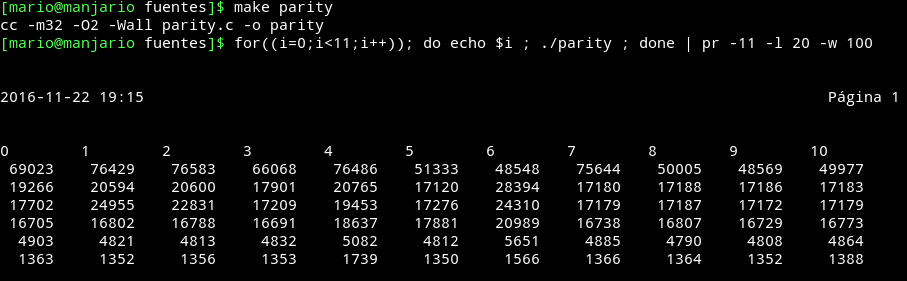 [mario@manjario fuentes]$ make parity
cc -m32 -O2 -Wall parity.c -o parity
[mario@manjario fuentes]$ for((i=0;i<11;i++)); do echo $i ; ./parity ; done | pr -11 -l 20 -w 100
2016-11-22 19:15 Página 1
0 1 2 3 4 5 6 7 8 9 10
69023 76429 76583 66068 76486 51333 48548 75644 50005 48569 49977
19266 20594 20600 17901 20765 17120 28394 17180 17188 17186 17183
17702 24955 22831 17209 19453 17276 24310 17179 17187 17172 17179
16705 16802 16788 16691 18637 17881 20989 16738 16807 16729 16773
4903 4821 4813 4832 5082 4812 5651 4885 4790 4808 4864
1363 1352 1356 1353 1739 1350 1566 1366 1364 1352 1388